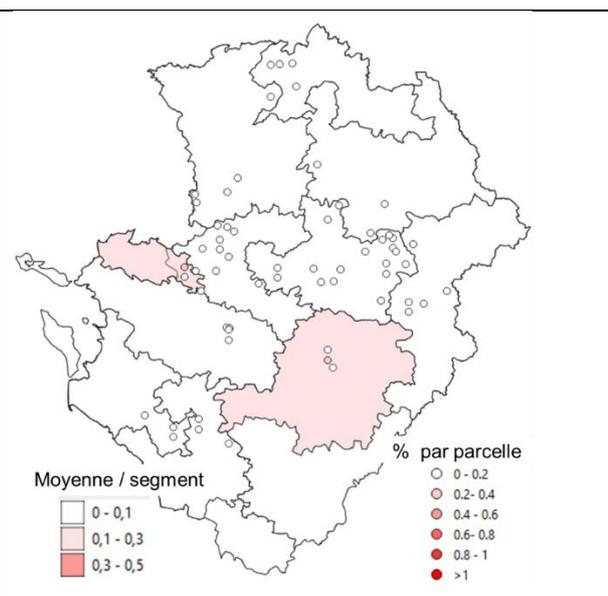 % par parcelle
0 - 0.2
0.2- 0.4
0.4 - 0.6
0.6- 0.8
0.8 - 1
>1
Moyenne / segment
0 - 0,1
0,1 - 0,3
0,3 - 0,5